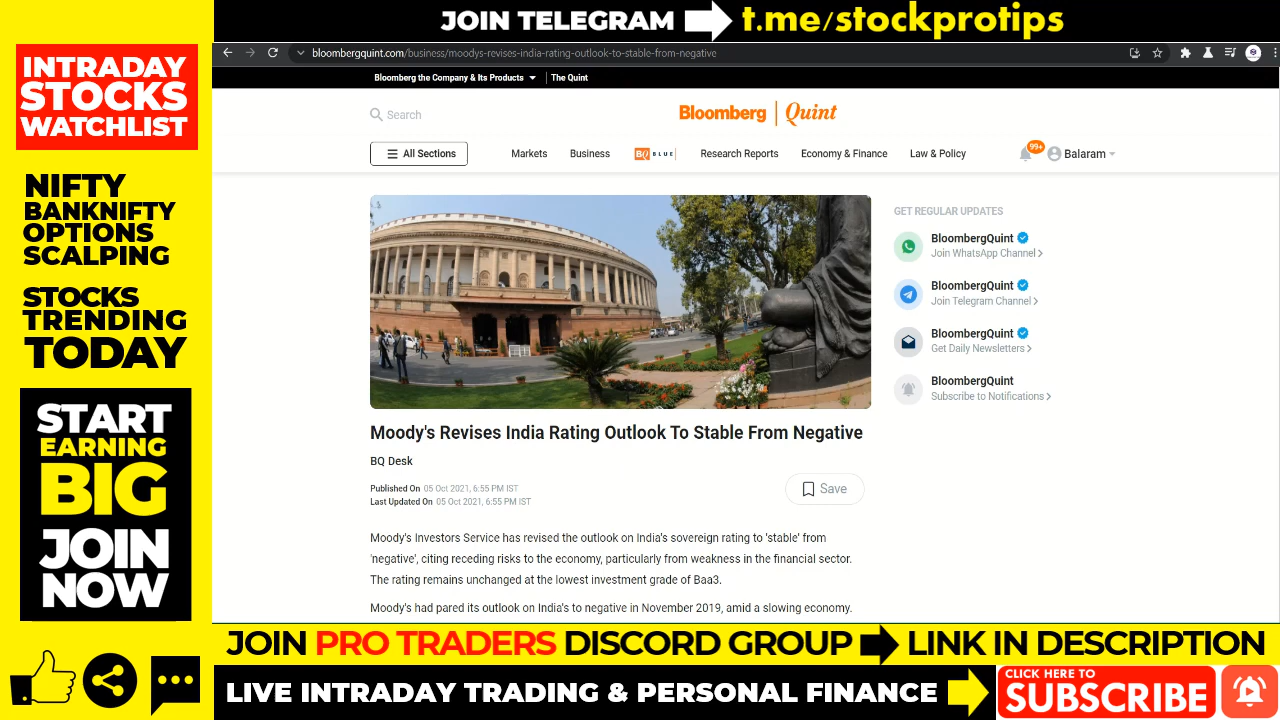 JOIN TELEGRAM t.me/stockprotips
INTRADAY
STOCKS
WATCHLIST
NIFTY
BANKNIFTY
OPTIONS
SCALPING
STOCKS
TRENDING
TODAY
START
EARNING
BIG
JOIN
NOW
bloombergquint.com/business/moodys-revises-india-rating-outlook-to-stable-from-negative
Bloomberg the Company & Its Products The Quint
Search
Bloomberg | Quint
All Sections Markets Business BQ BLUE Research Reports Economy & Finance Law & Policy 99+ Balaram
GET REGULAR UPDATES
BloombergQuint
Join WhatsApp Channel
BloombergQuint
Join Telegram Channel
BloombergQuint
Get Daily Newsletters
BloombergQuint
Subscribe to Notifications
Moody's Revises India Rating Outlook To Stable From Negative
BQ Desk
Published On 05 Oct 2021, 6:55 PM IST
Last Updated On 05 Oct 2021, 6:55 PM IST
Save
Moody's Investors Service has revised the outlook on India's sovereign rating to 'stable' from
'negative', citing receding risks to the economy, particularly from weakness in the financial sector.
The rating remains unchanged at the lowest investment grade of Baa3.
Moody's had pared its outlook on India's to negative in November 2019, amid a slowing economy.
JOIN PRO TRADERS DISCORD GROUP LINK IN DESCRIPTION
LIVE INTRADAY TRADING & PERSONAL FINANCE
CLICK HERE TO
SUBSCRIBE